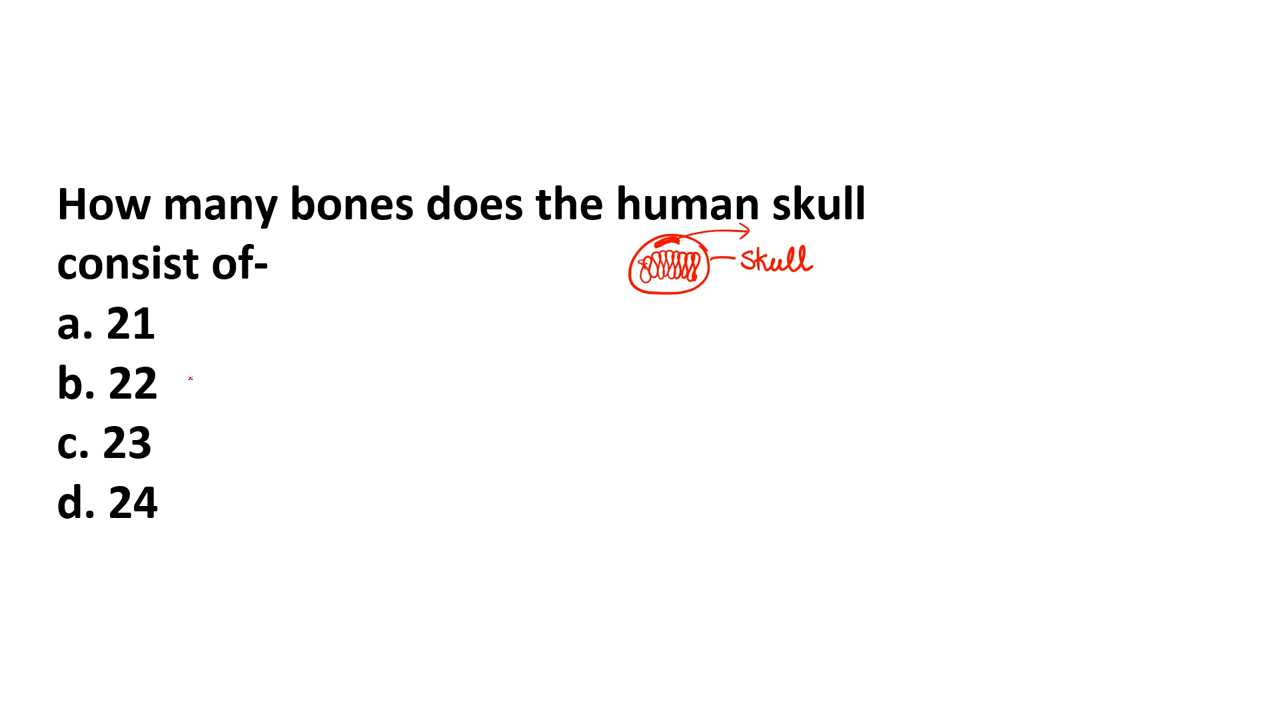 How many bones does the human skull
consist of-
skull
a. 21
b. 22
c. 23
d. 24